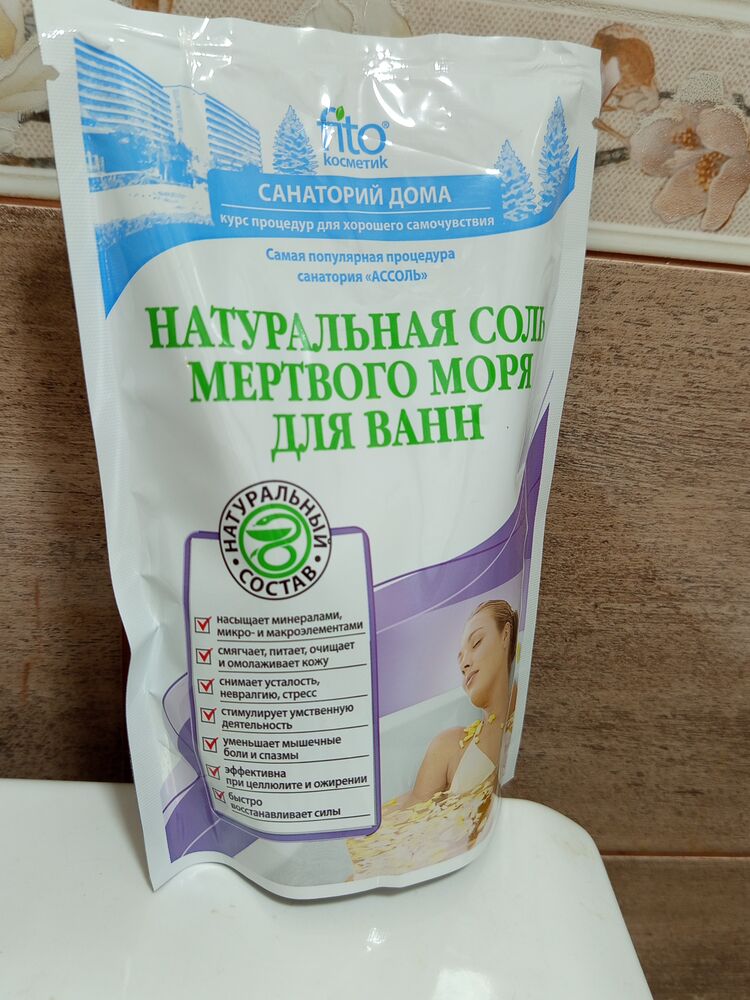 fito®
косметик
САНАТОРИЙ ДОМА
курс процедур для хорошего самочувствия
Самая популярная процедура
санатория «АССОЛЬ»
НАТУРАЛЬНАЯ СОЛЬ
МЕРТВОГО МОРЯ
ДЛЯ ВАНН
НАТУРАЛЬНЫЙ
СОСТАВ
насыщает минералами,
микро- и макроэлементами
смягчает, питает, очищает
и омолаживает кожу
снимает усталость,
невралгию, стресс
стимулирует умственную
деятельность
уменьшает мышечные
боли и спазмы
эффективна
при целлюлите и ожирении
быстро
восстанавливает силы